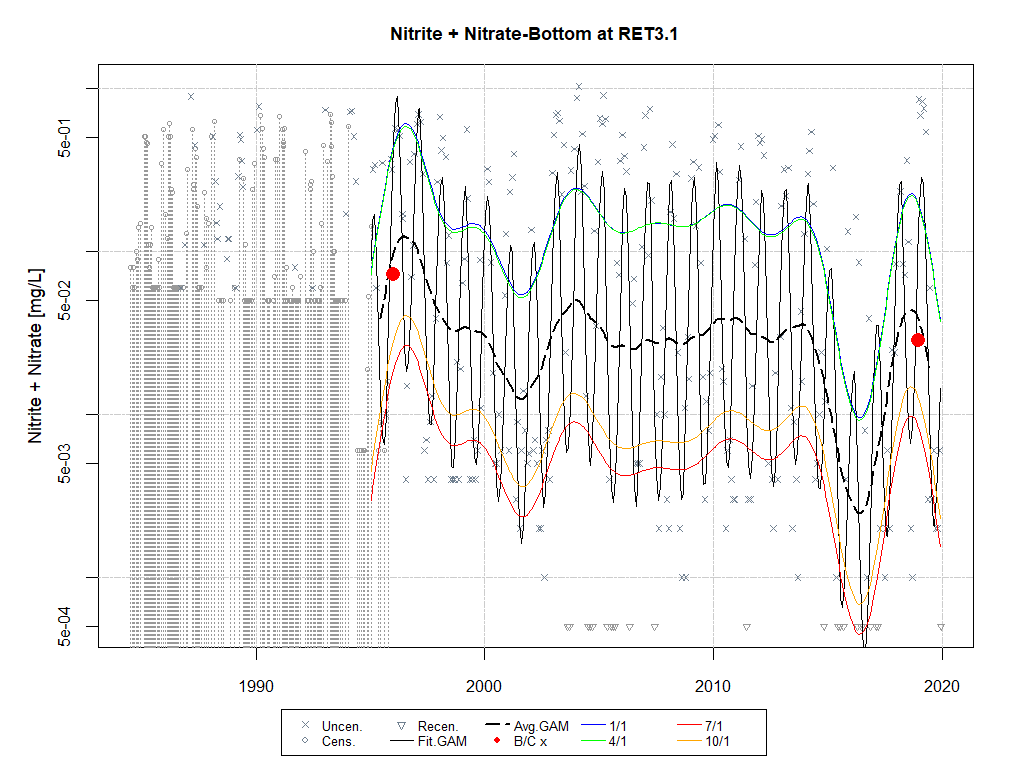 Nitrite + Nitrate-Bottom at RET3.1
Nitrite + Nitrate [mg/L]
5e-01
5e-02
5e-03
5e-04
1990 2000 2010 2020
Uncen. Recen. Avg.GAM 1/1 7/1
Cens. Fit.GAM B/C x 4/1 10/1